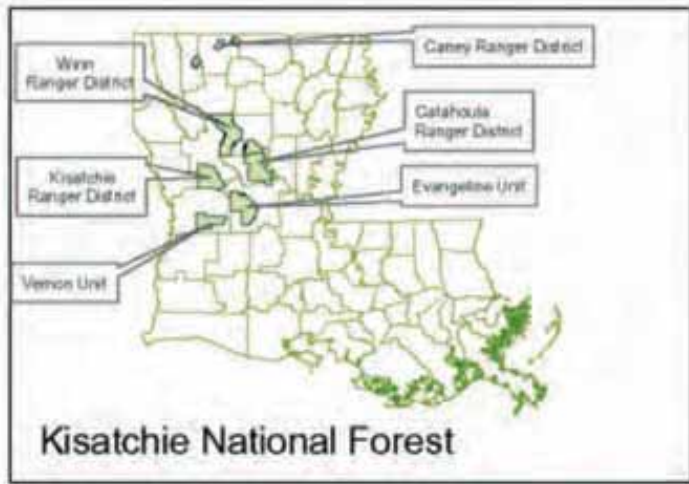 Caney Ranger District
Winn
Ranger District
Catahoula
Ranger District
Kisatchie
Ranger District
Evangeline Unit
Vernon Unit
Kisatchie National Forest